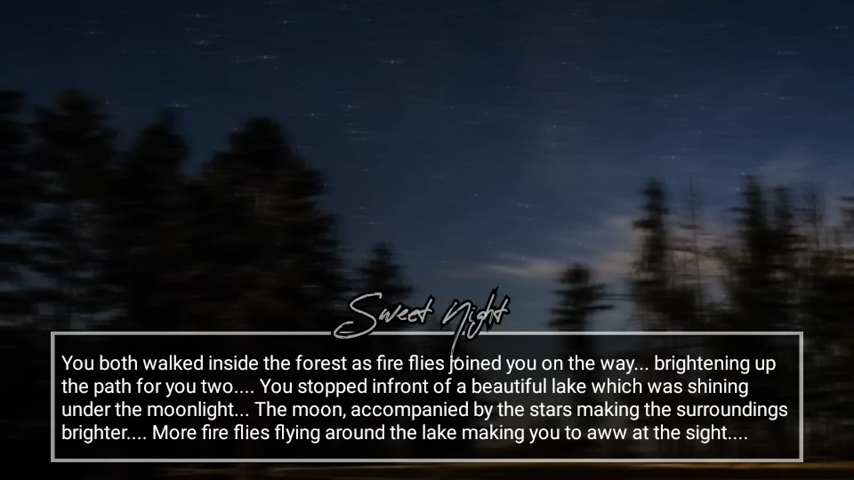 Sweet Night
You both walked inside the forest as fire flies joined you on the way... brightening up
the path for you two.... You stopped infront of a beautiful lake which was shining
under the moonlight... The moon, accompanied by the stars making the surroundings
brighter.... More fire flies flying around the lake making you to aww at the sight....